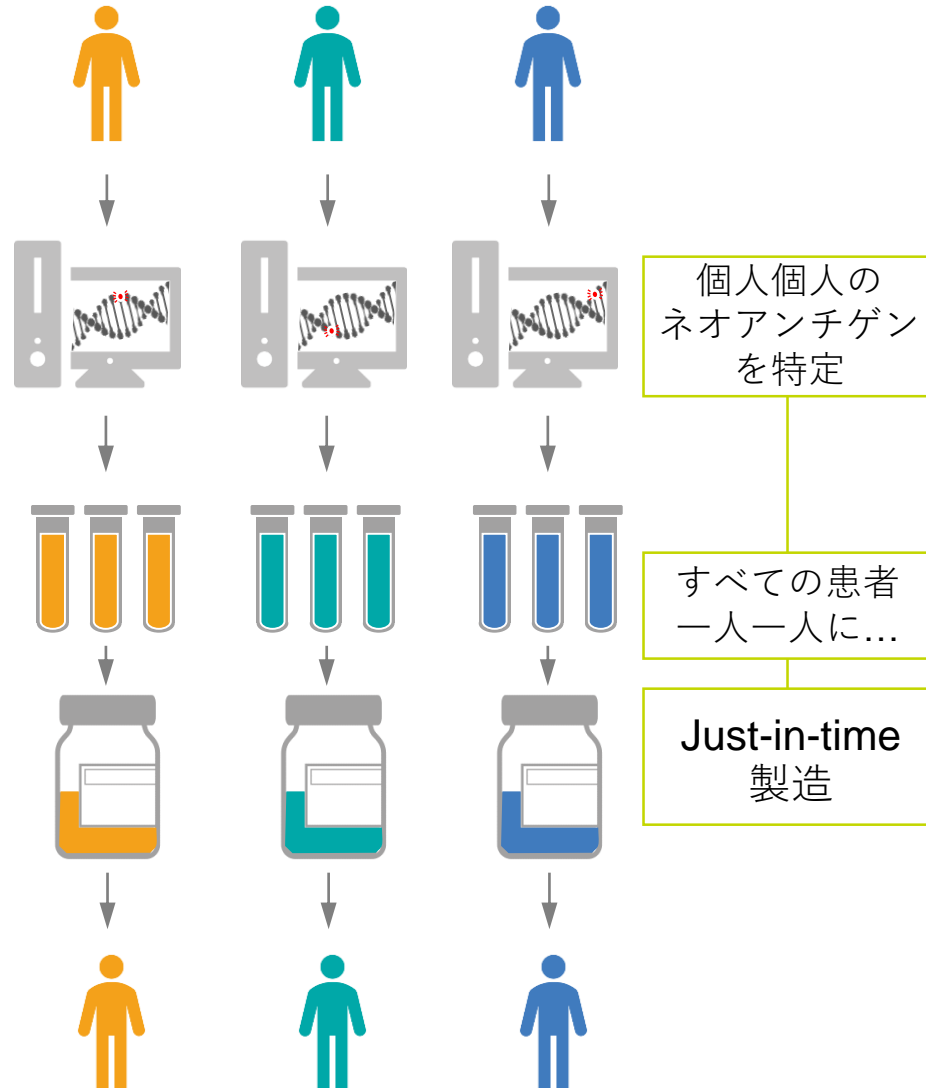 個人個人の
ネオアンチゲン
を特定
すべての患者
一人一人に...
Just-in-time
製造